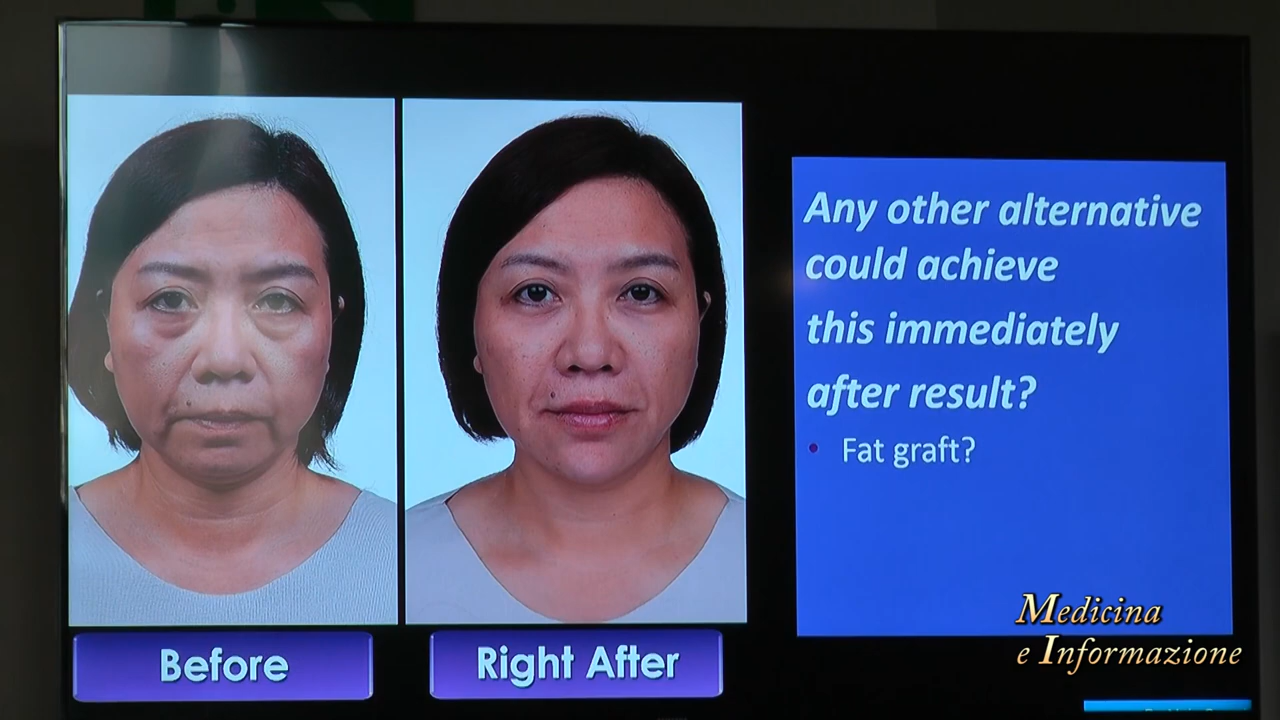 Any other alternative
could achieve
this immediately
after result?
• Fat graft?
Before
Right After
Medicina
e Informazione